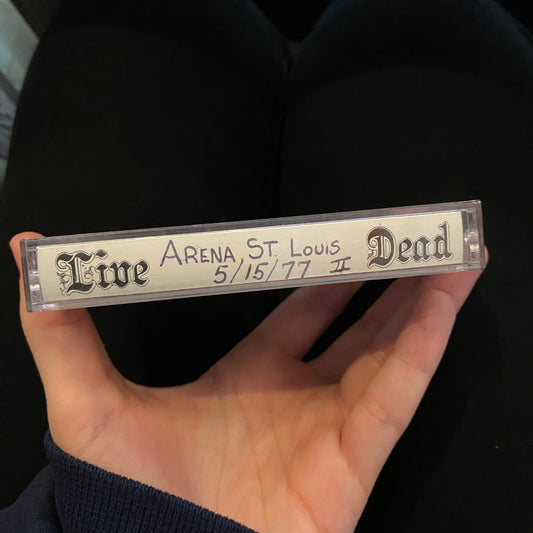 Live ARENA ST. LOUIS Dead
5/15/77 II